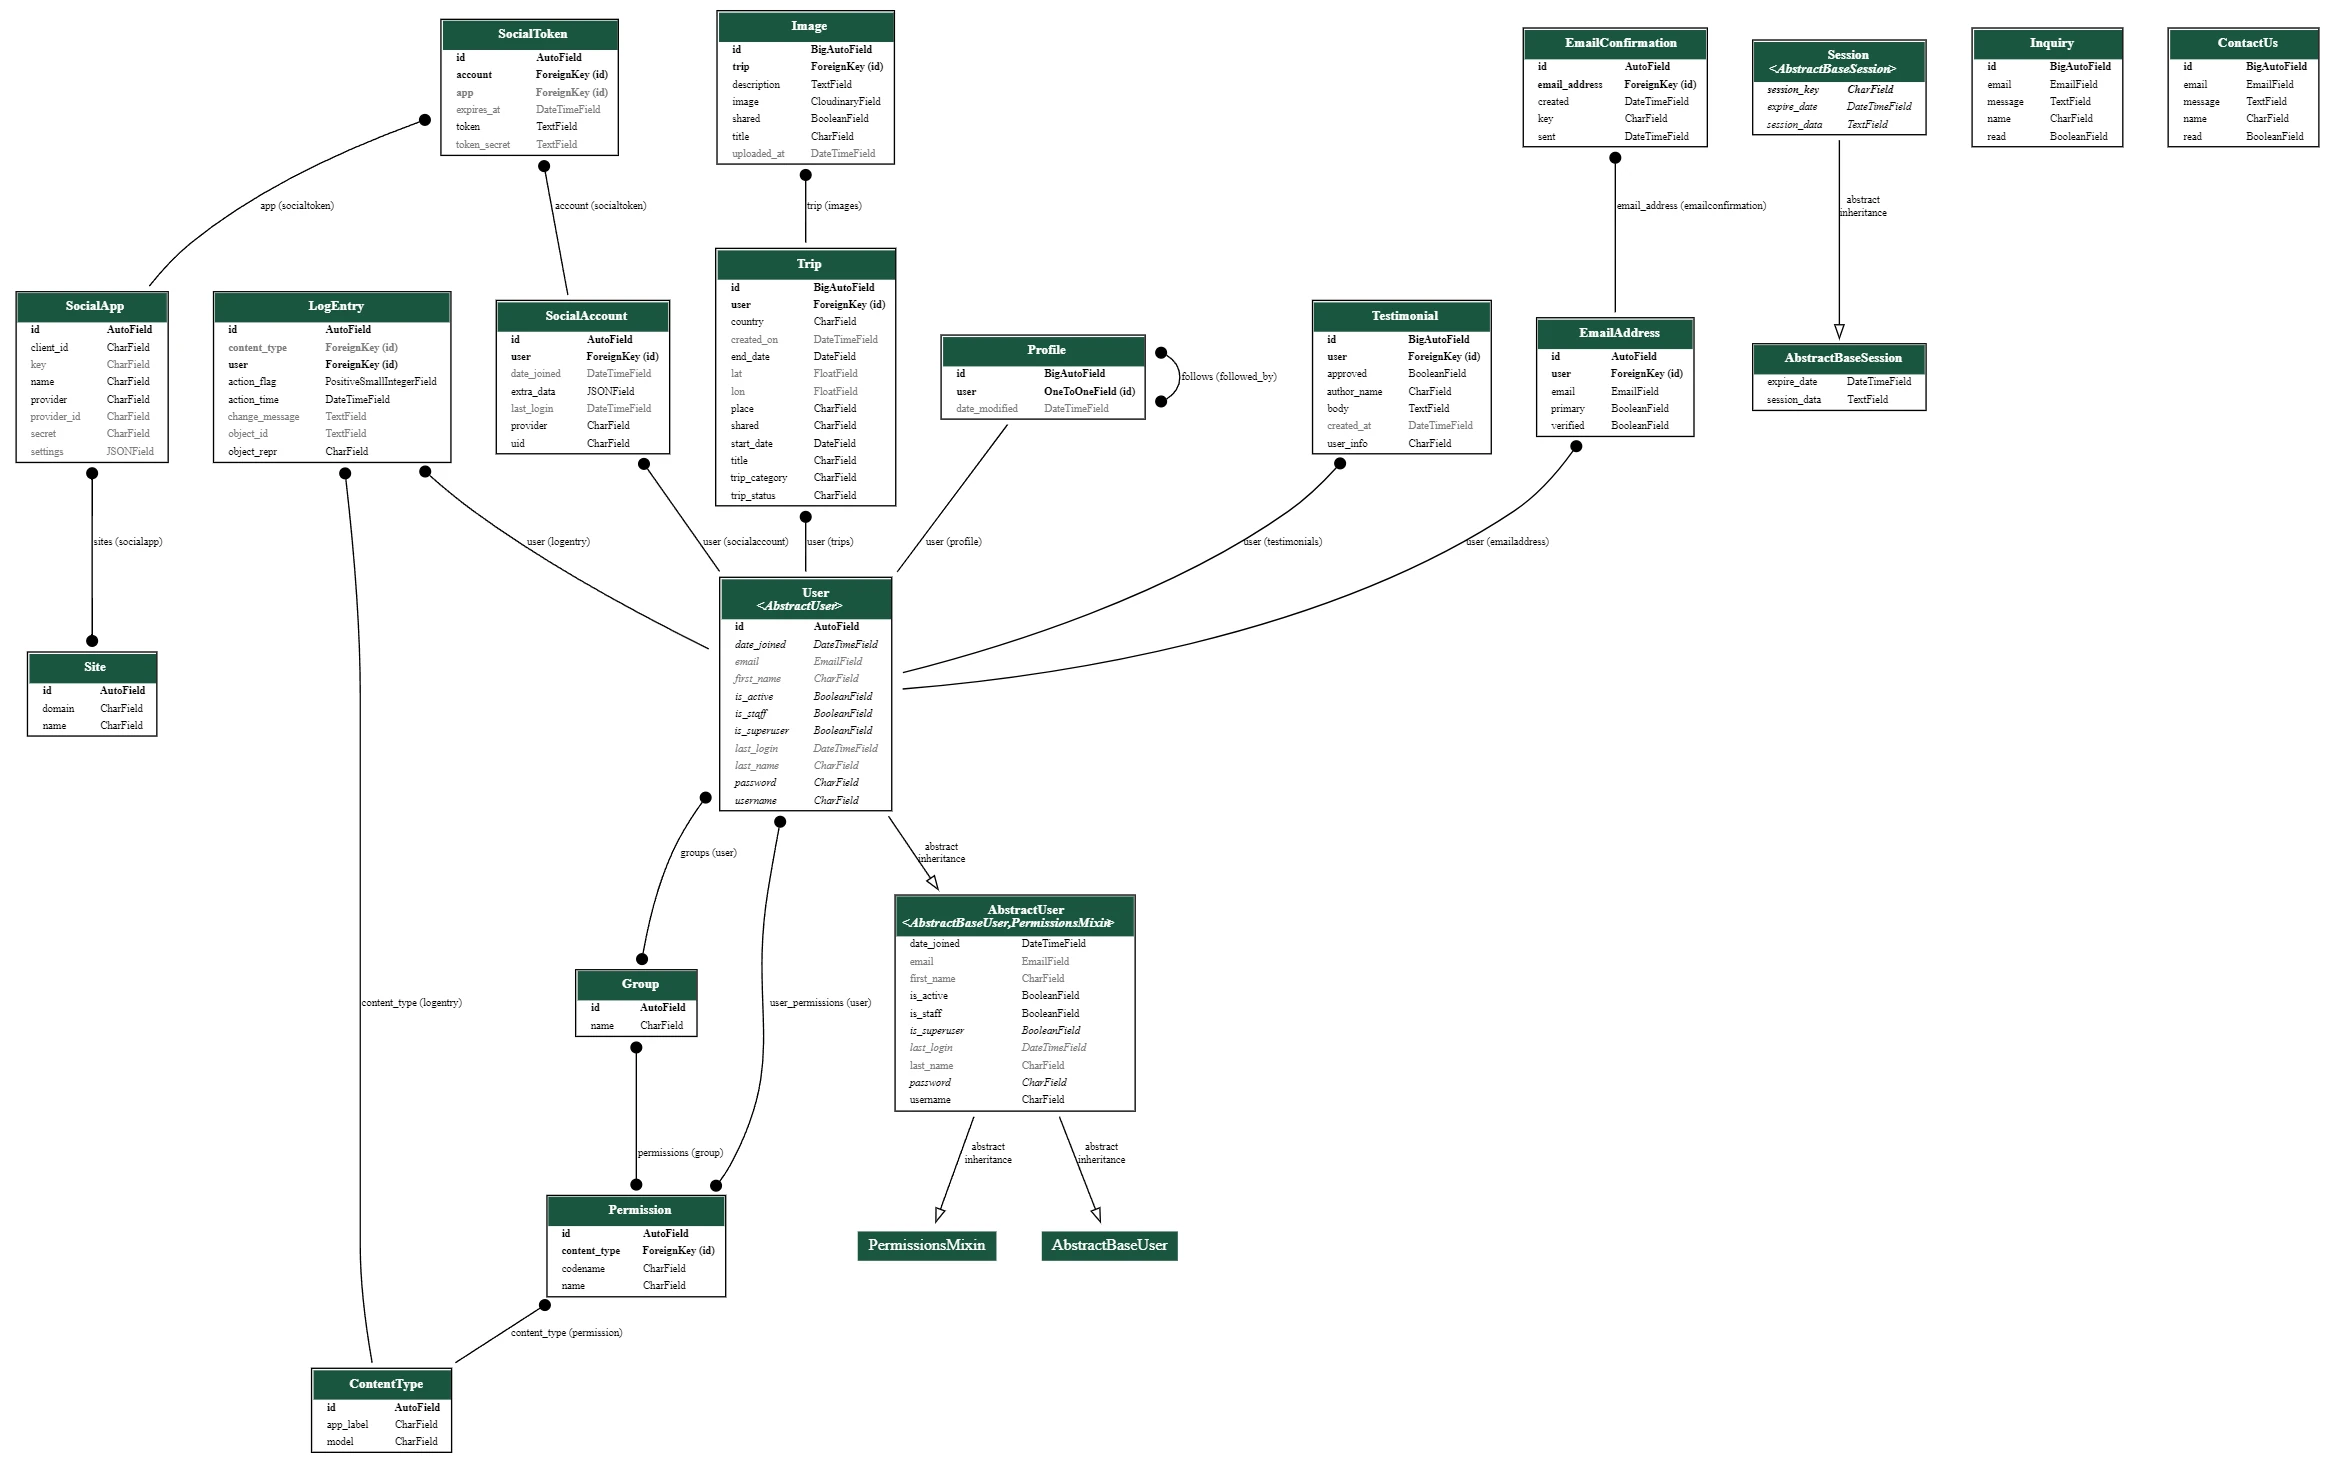 SocialToken
id AutoField
account ForeignKey (id)
app ForeignKey (id)
expires_at DateTimeField
token TextField
token_secret TextField
Image
id BigAutoField
trip ForeignKey (id)
description TextField
image CloudinaryField
shared BooleanField
title CharField
uploaded_at DateTimeField
EmailConfirmation
id AutoField
email_address ForeignKey (id)
created DateTimeField
key CharField
sent DateTimeField
Session
<AbstractBaseSession>
session_key CharField
expire_date DateTimeField
session_data TextField
Inquiry
id BigAutoField
email EmailField
message TextField
name CharField
read BooleanField
ContactUs
id BigAutoField
email EmailField
message TextField
name CharField
read BooleanField
app (socialtoken)
account (socialtoken)
trip (images)
email_address (emailconfirmation)
abstract
inheritance
SocialApp
id AutoField
client_id CharField
key CharField
name CharField
provider CharField
provider_id CharField
secret CharField
settings JSONField
LogEntry
id AutoField
content_type ForeignKey (id)
user ForeignKey (id)
action_flag PositiveSmallIntegerField
action_time DateTimeField
change_message TextField
object_id TextField
object_repr CharField
SocialAccount
id AutoField
user ForeignKey (id)
date_joined DateTimeField
extra_data JSONField
last_login DateTimeField
provider CharField
uid CharField
Trip
id BigAutoField
user ForeignKey (id)
country CharField
created_on DateTimeField
end_date DateField
lat FloatField
lon FloatField
place CharField
shared CharField
start_date DateField
title CharField
trip_category CharField
trip_status CharField
Profile
id BigAutoField
user OneToOneField (id)
date_modified DateTimeField
follows (followed_by)
Testimonial
id BigAutoField
user ForeignKey (id)
approved BooleanField
author_name CharField
body TextField
created_at DateTimeField
user_info CharField
EmailAddress
id AutoField
user ForeignKey (id)
email EmailField
primary BooleanField
verified BooleanField
AbstractBaseSession
expire_date DateTimeField
session_data TextField
sites (socialapp)
user (logentry)
user (socialaccount)
user (trips)
user (profile)
user (testimonials)
user (emailaddress)
Site
id AutoField
domain CharField
name CharField
User
<AbstractUser>
id AutoField
date_joined DateTimeField
email EmailField
first_name CharField
is_active BooleanField
is_staff BooleanField
is_superuser BooleanField
last_login DateTimeField
last_name CharField
password CharField
username CharField
groups (user)
abstract
inheritance
AbstractUser
<AbstractBaseUser,PermissionsMixin>
date_joined DateTimeField
email EmailField
first_name CharField
is_active BooleanField
is_staff BooleanField
is_superuser BooleanField
last_login DateTimeField
last_name CharField
password CharField
username CharField
Group
id AutoField
name CharField
content_type (logentry)
user_permissions (user)
permissions (group)
abstract
inheritance
abstract
inheritance
Permission
id AutoField
content_type ForeignKey (id)
codename CharField
name CharField
PermissionsMixin
AbstractBaseUser
content_type (permission)
ContentType
id AutoField
app_label CharField
model CharField